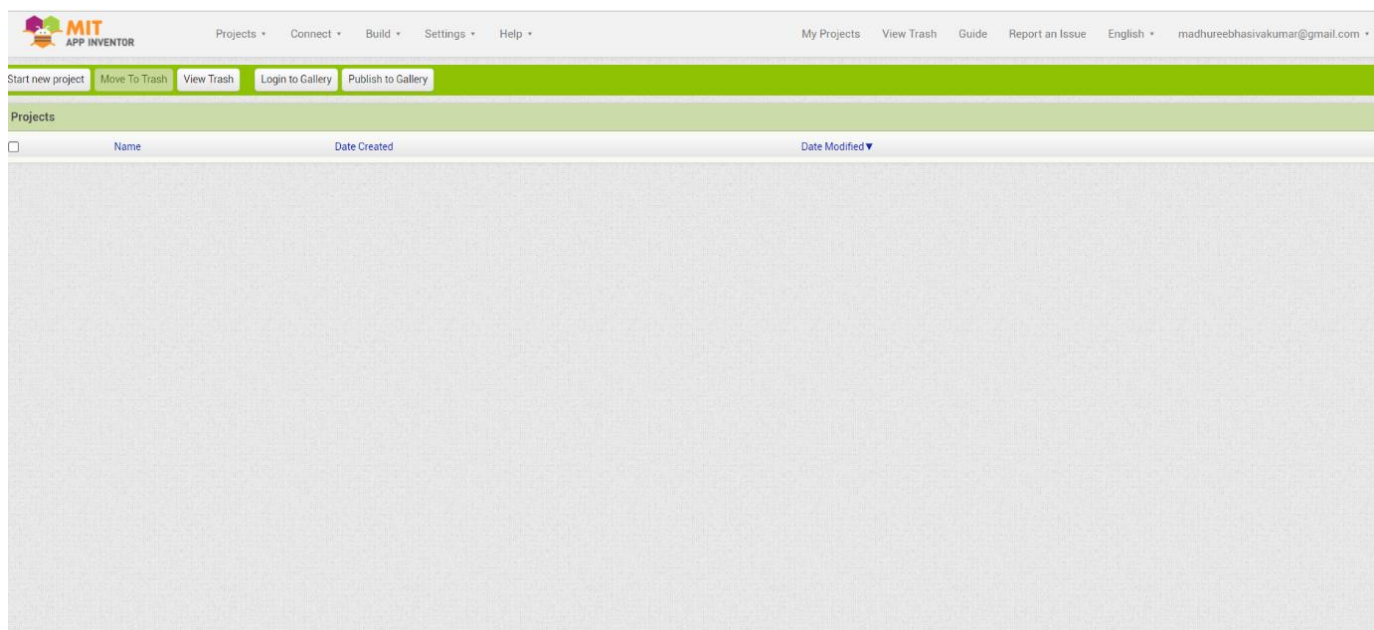 MIT
APP INVENTOR
Projects Connect Build Settings Help My Projects View Trash Guide Report an Issue English madhureebhasivakumar@gmail.com
Start new project Move To Trash View Trash Login to Gallery Publish to Gallery
Projects
Name Date Created Date Modified▼